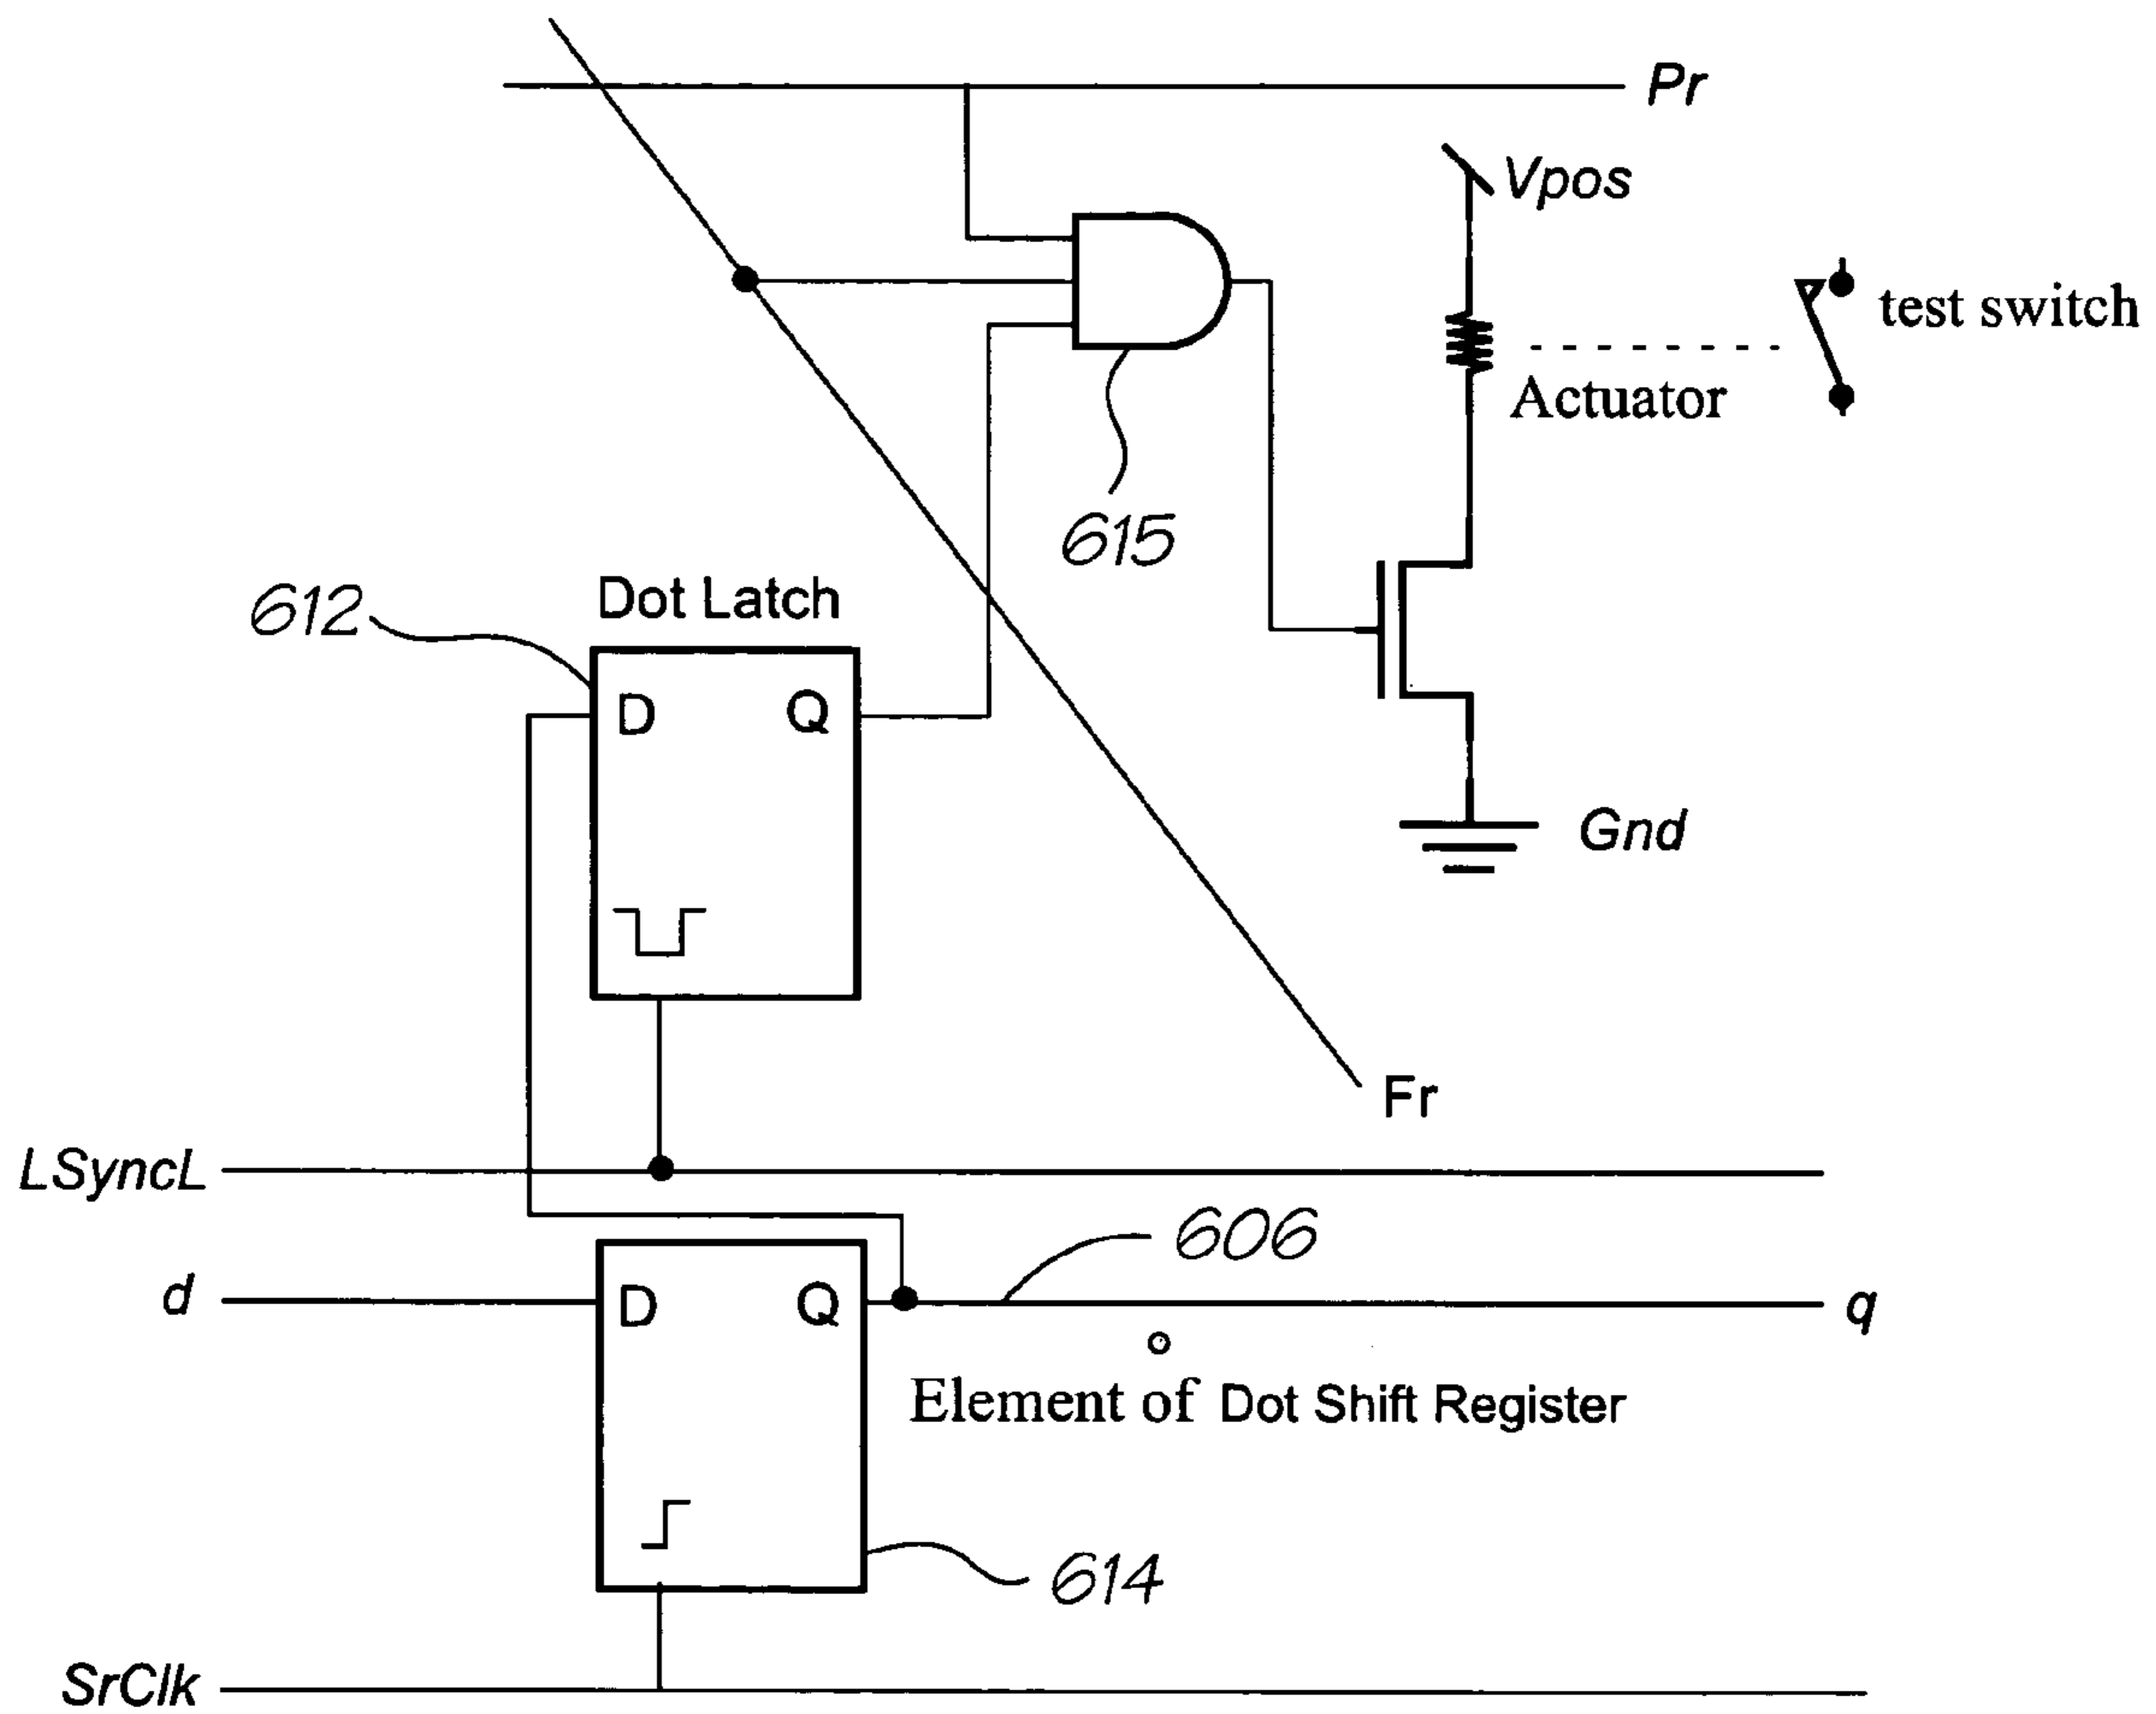 Pr
Vpos
test switch
Actuator
615
612
Dot Latch
D
Q
Gnd
Fr
LSyncL
606
d
D
Q
q
Element of Dot Shift Register
614
SrClk